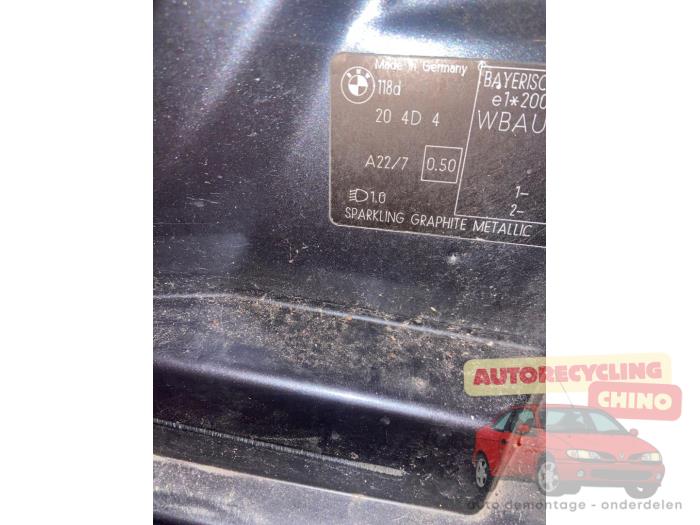 Made in Germany
BMW
118d
20 4D 4
A22/7 0.50
1.0
SPARKLING GRAPHITE METALLIC
BAYERISC
e1*200
WBAU
1-
2-
AUTORECYCLING
CHINO
auto demontage - onderdelen